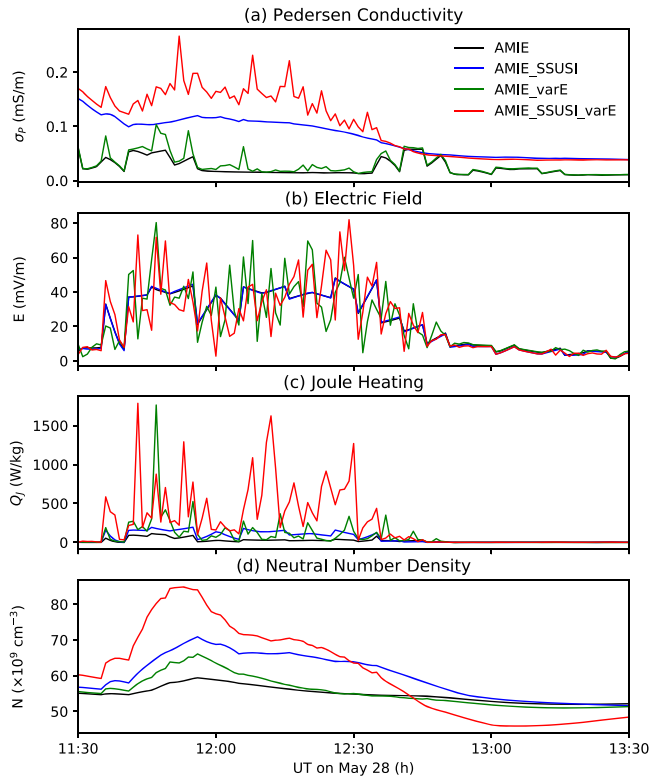 (a) Pedersen Conductivity
AMIE
AMIE_SSUSI
AMIE_varE
AMIE_SSUSI_varE
σP (mS/m)
0.2
0.1
0.0
(b) Electric Field
E (mV/m)
80
60
40
20
0
(c) Joule Heating
QJ (W/kg)
1500
1000
500
0
(d) Neutral Number Density
N (×10⁹ cm⁻³)
80
70
60
50
11:30 12:00 12:30 13:00 13:30
UT on May 28 (h)